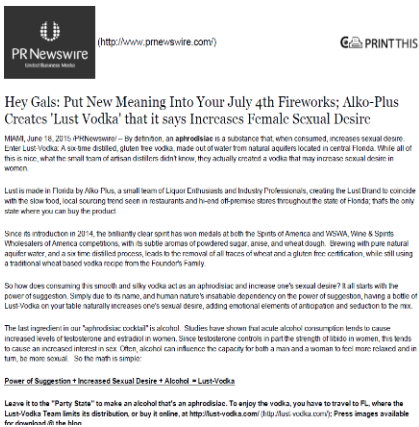 PR Newswire
United Business Media
(http://www.prnewswire.com/)
PRINTTHIS
Hey Gals: Put New Meaning Into Your July 4th Fireworks; Alko-Plus
Creates 'Lust Vodka' that it says Increases Female Sexual Desire
MIAMI, June 18, 2015 /PRNewswire/ -- By definition, an aphrodisiac is a substance that, when consumed, increases sexual desire.
Enter Lust-Vodka: A six-time distilled, gluten free vodka, made out of water from natural aquifers located in central Florida. While all of
this is nice, what the small team of artisan distillers didn't know, they actually created a vodka that may increase sexual desire in
women.
Lust is made in Florida by Alko Plus, a small team of Liquor Enthusiasts and Industry Professionals, creating the Lust Brand to coincide
with the slow food, local sourcing trend seen in restaurants and hi-end off-premise stores throughout the state of Florida; that's the only
state where you can buy the product
Since its introduction in 2014, the brilliantly clear spirit has won medals at both the Spirits of America and WSWA, Wine & Spirits
Wholesalers of America competitions, with its subtle aromas of powdered sugar, anise, and wheat dough. Brewing with pure natural
aquifer water, and a six time distilled process, leads to the removal of all traces of wheat and a gluten free certification, while still using
a traditional wheat based vodka recipe from the Founder's Family.
So how does consuming this smooth and silky vodka act as an aphrodisiac and increase one's sexual desire? It all starts with the
power of suggestion. Simply due to its name, and human nature's insatiable dependency on the power of suggestion, having a bottle of
Lust-Vodka on your table naturally increases one's sexual desire, adding emotional elements of anticipation and seduction to the mix.
The last ingredient in our "aphrodisiac cocktail" is alcohol. Studies have shown that acute alcohol consumption tends to cause
increased levels of testosterone and estradiol in women. Since testosterone controls in part the strength of libido in women, this tends
to cause an increased interest in sex. Often, alcohol can influence the capacity for both a man and a woman to feel more relaxed and in
turn, be more sexual. So the math is simple:
Power of Suggestion + Increased Sexual Desire + Alcohol = Lust-Vodka
Leave it to the "Party State" to make an alcohol that's an aphrodisiac. To enjoy the vodka, you have to travel to FL, where the
Lust-Vodka Team limits its distribution, or buy it online, at http://lust-vodka.com/ (http://lust-vodka.com/); Press images available
for download @ the blog